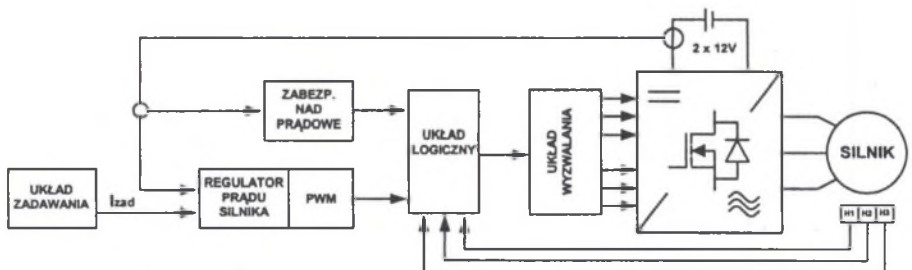 2 x 12V
ZABEZP.
NAD
PRĄDOWE
UKŁAD
LOGICZNY
UKŁAD
WYZWALANIA
SILNIK
UKŁAD
ZADAWANIA
Izad
REGULATOR
PRĄDU
SILNIKA
PWM
H1 H2 H3